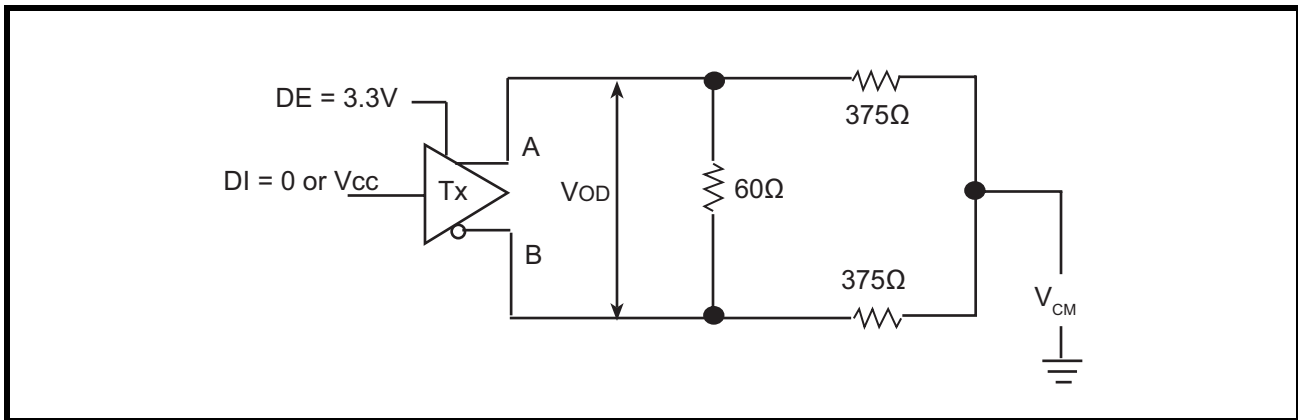 DE = 3.3V
375Ω
A
DI = 0 or Vcc
Tx
VOD
60Ω
B
375Ω
VCM